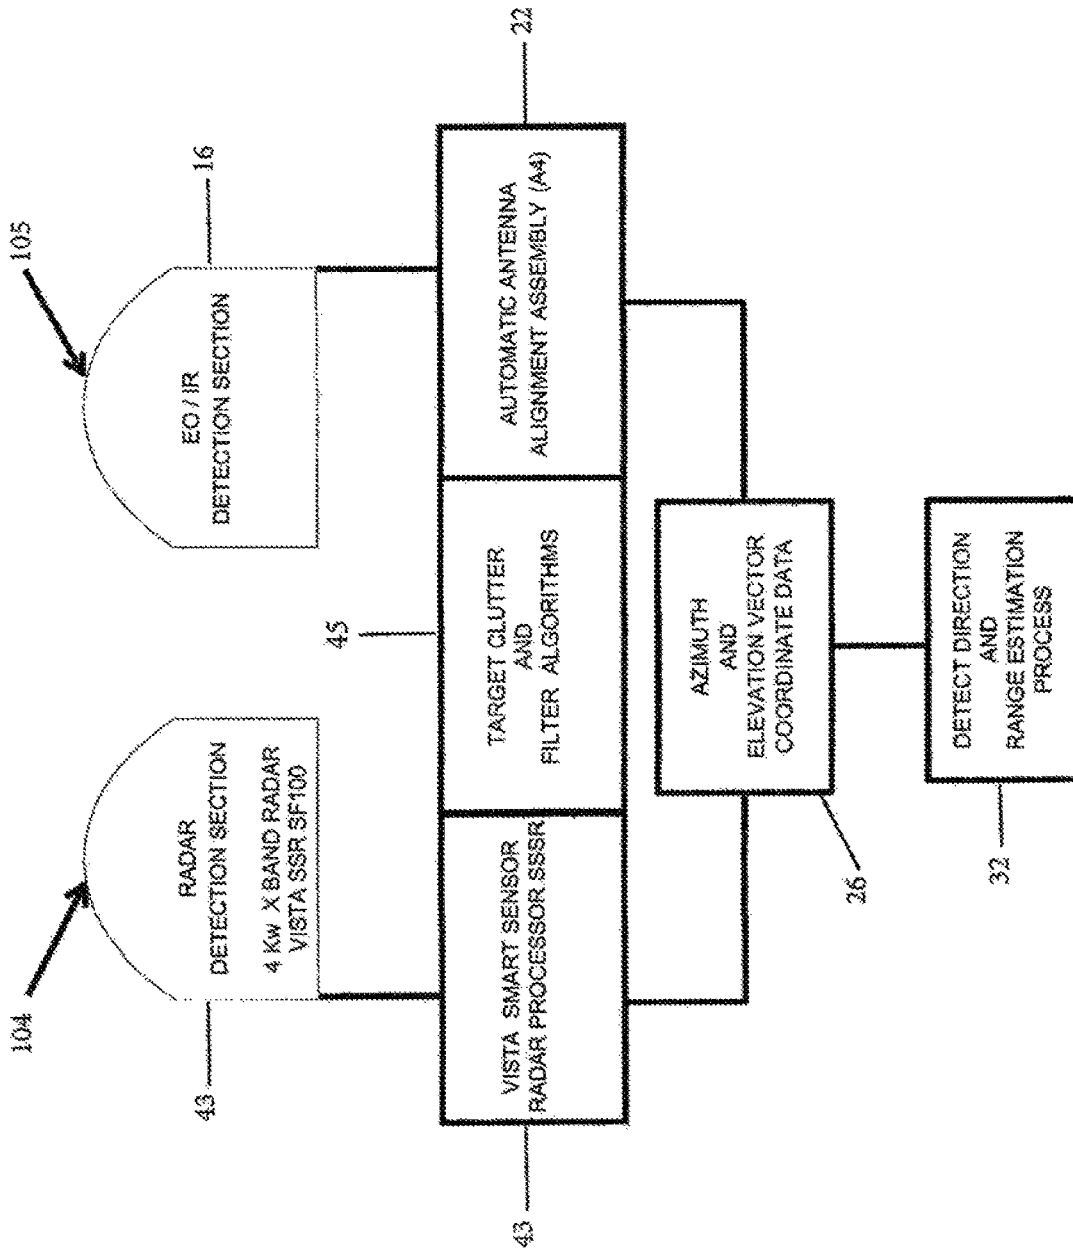 104
105
43
RADAR
DETECTION SECTION
4 Kw X BAND RADAR
VISTA SSR SF100
EO / IR
DETECTION SECTION
16
45
43
VISTA SMART SENSOR
RADAR PROCESSOR SSSR
TARGET CLUTTER
AND
FILTER ALGORITHMS
AUTOMATIC ANTENNA
ALIGNMENT ASSEMBLY (A4)
22
AZIMUTH
AND
ELEVATION VECTOR
COORDINATE DATA
26
DETECT DIRECTION
AND
RANGE ESTIMATION
PROCESS
32